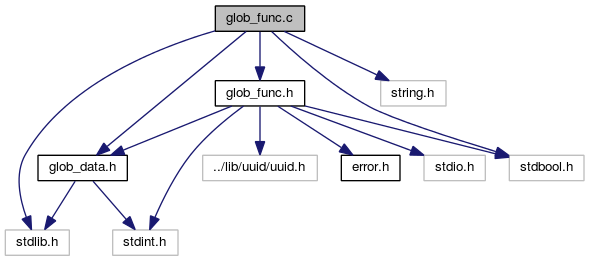 glob_func.c
glob_func.h
string.h
glob_data.h
../lib/uuid/uuid.h
error.h
stdio.h
stdbool.h
stdlib.h
stdint.h